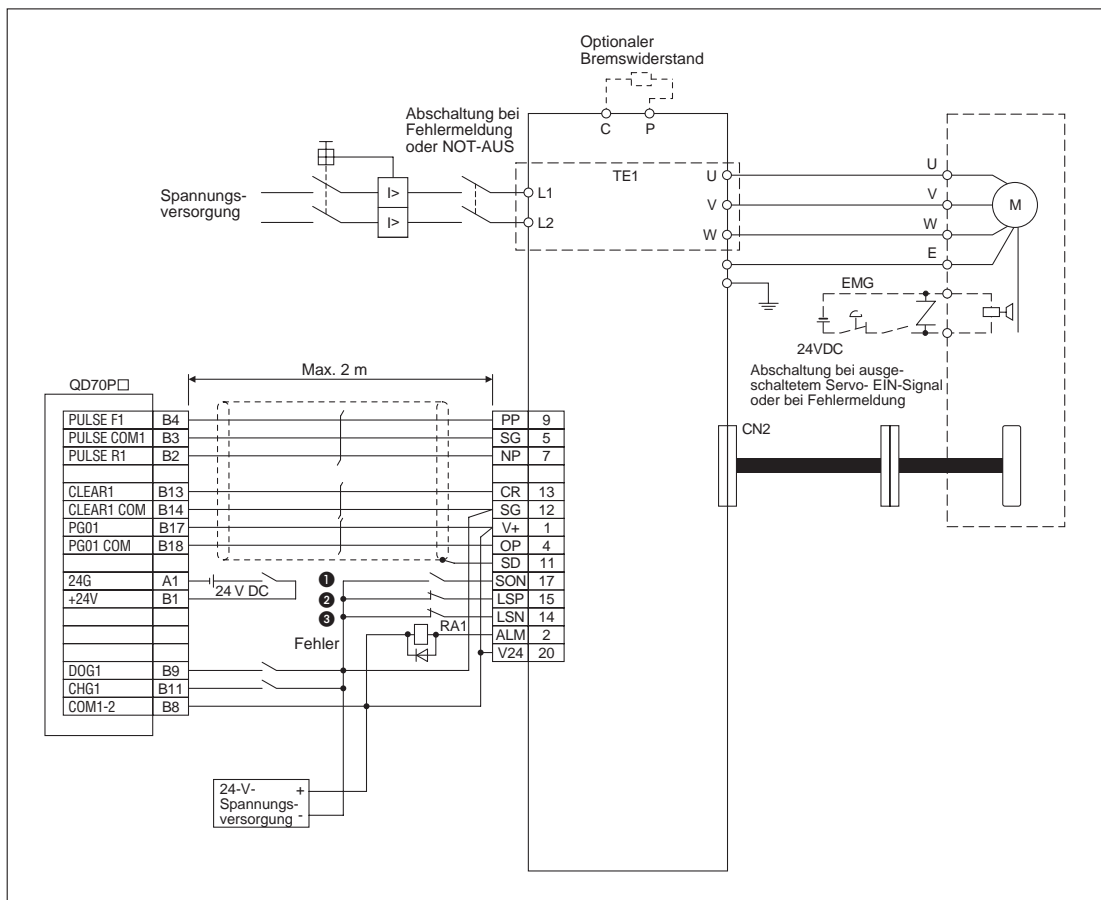 Optionaler
Bremswiderstand
C P
Abschaltung bei
Fehlermeldung
oder NOT-AUS
TE1
Spannungs-
versorgung
I>
I>
L1
L2
U
V
W
U
V
W
E
M
EMG
24VDC
Abschaltung bei ausge-
schaltetem Servo- EIN-Signal
oder bei Fehlermeldung
CN2
Max. 2 m
QD70P□
PULSE F1 B4 PP 9
PULSE COM1 B3 SG 5
PULSE R1 B2 NP 7
CLEAR1 B13 CR 13
CLEAR1 COM B14 SG 12
PG01 B17 V+ 1
PG01 COM B18 OP 4
SD 11
24G A1 24 V DC ❶ SON 17
+24V B1 ❷ LSP 15
❸ LSN 14
Fehler RA1 ALM 2
V24 20
DOG1 B9
CHG1 B11
COM1-2 B8
24-V- +
Spannungs-
versorgung -